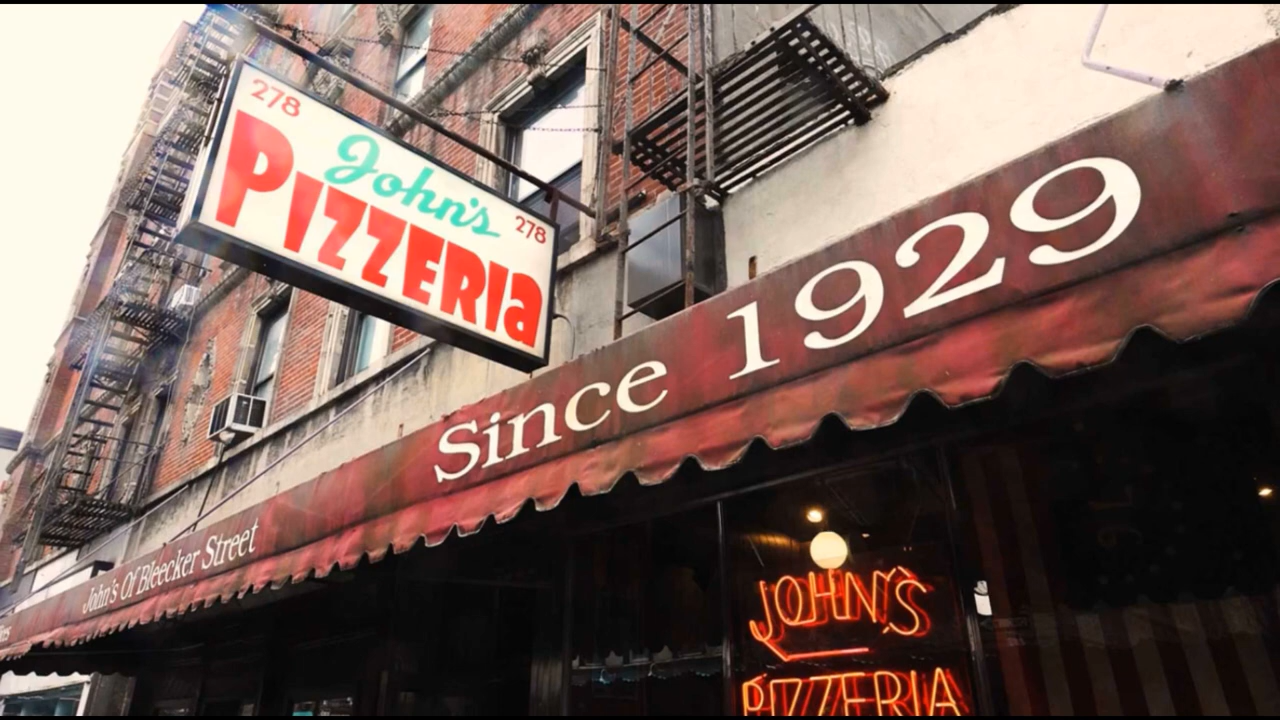 278
John's
278
PIZZERIA
Since 1929
John's Of Bleecker Street
JOHN'S
PIZZERIA